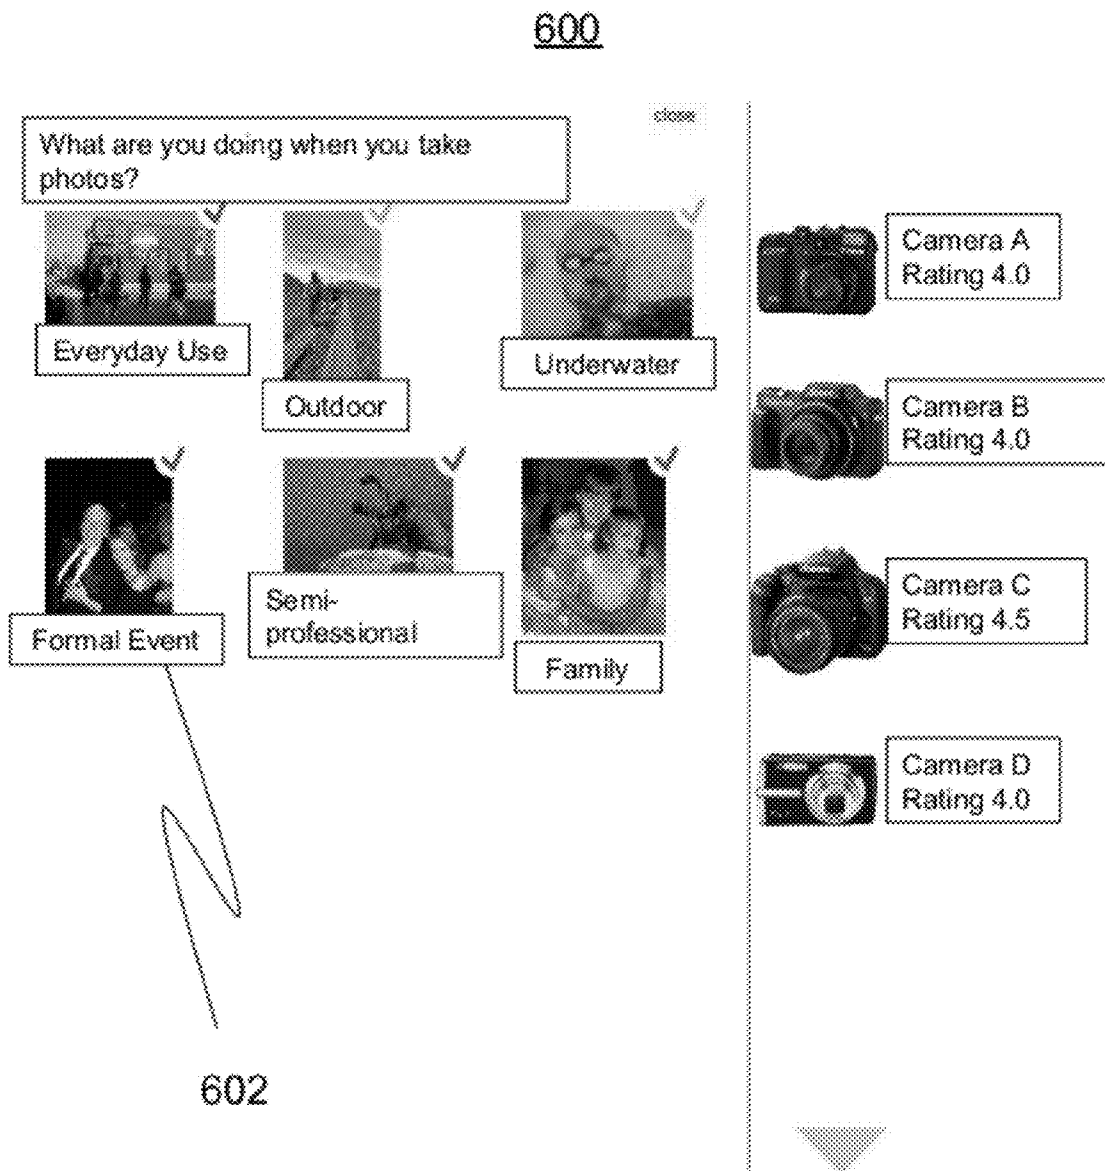 600
close
What are you doing when you take
photos?
Everyday Use
Outdoor
Underwater
Formal Event
Semi-
professional
Family
602
Camera A
Rating 4.0
Camera B
Rating 4.0
Camera C
Rating 4.5
Camera D
Rating 4.0